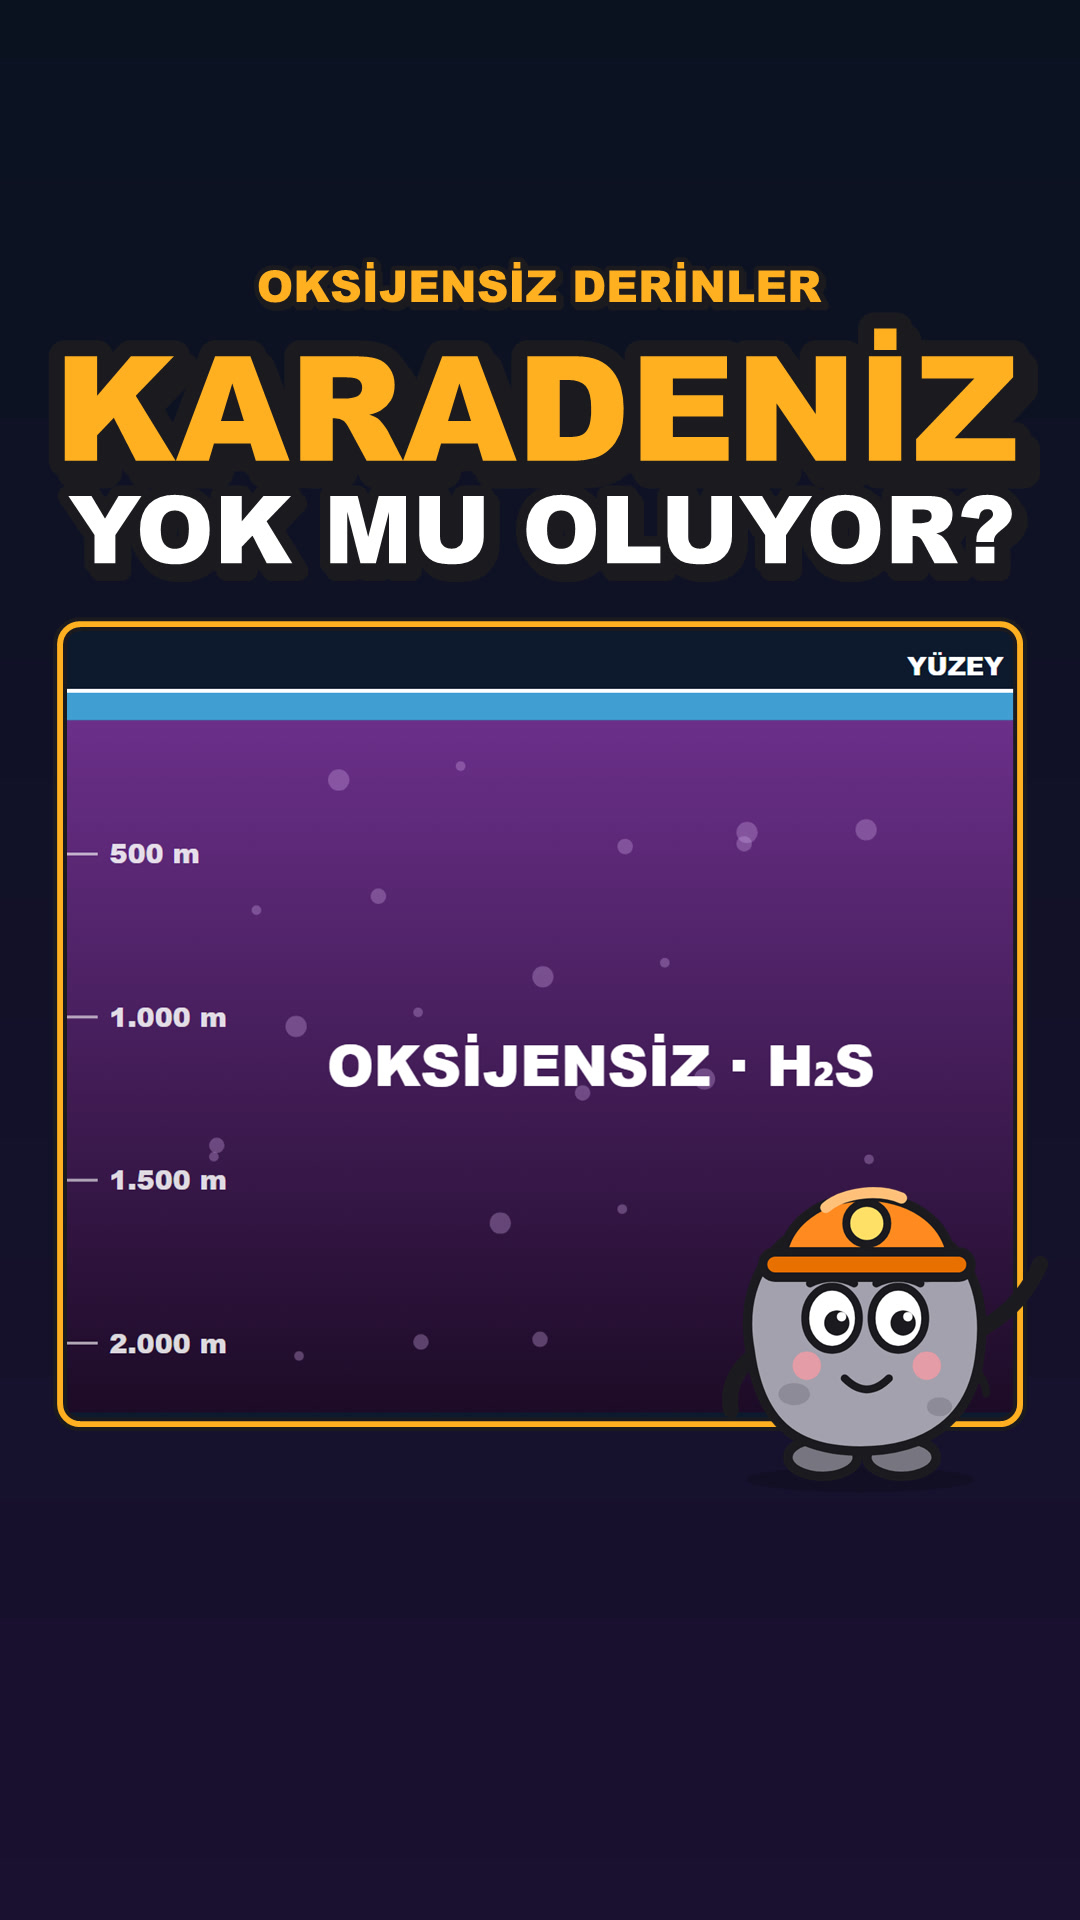 OKSİJENSİZ DERİNLER
KARADENİZ
YOK MU OLUYOR?
YÜZEY
500 m
1.000 m
OKSİJENSİZ · H₂S
1.500 m
2.000 m